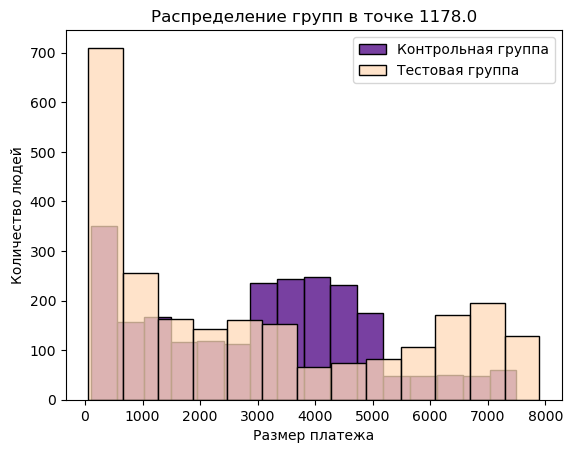 Распределение групп в точке 1178.0
Контрольная группа
Тестовая группа
Количество людей
700
600
500
400
300
200
100
0
0 1000 2000 3000 4000 5000 6000 7000 8000
Размер платежа